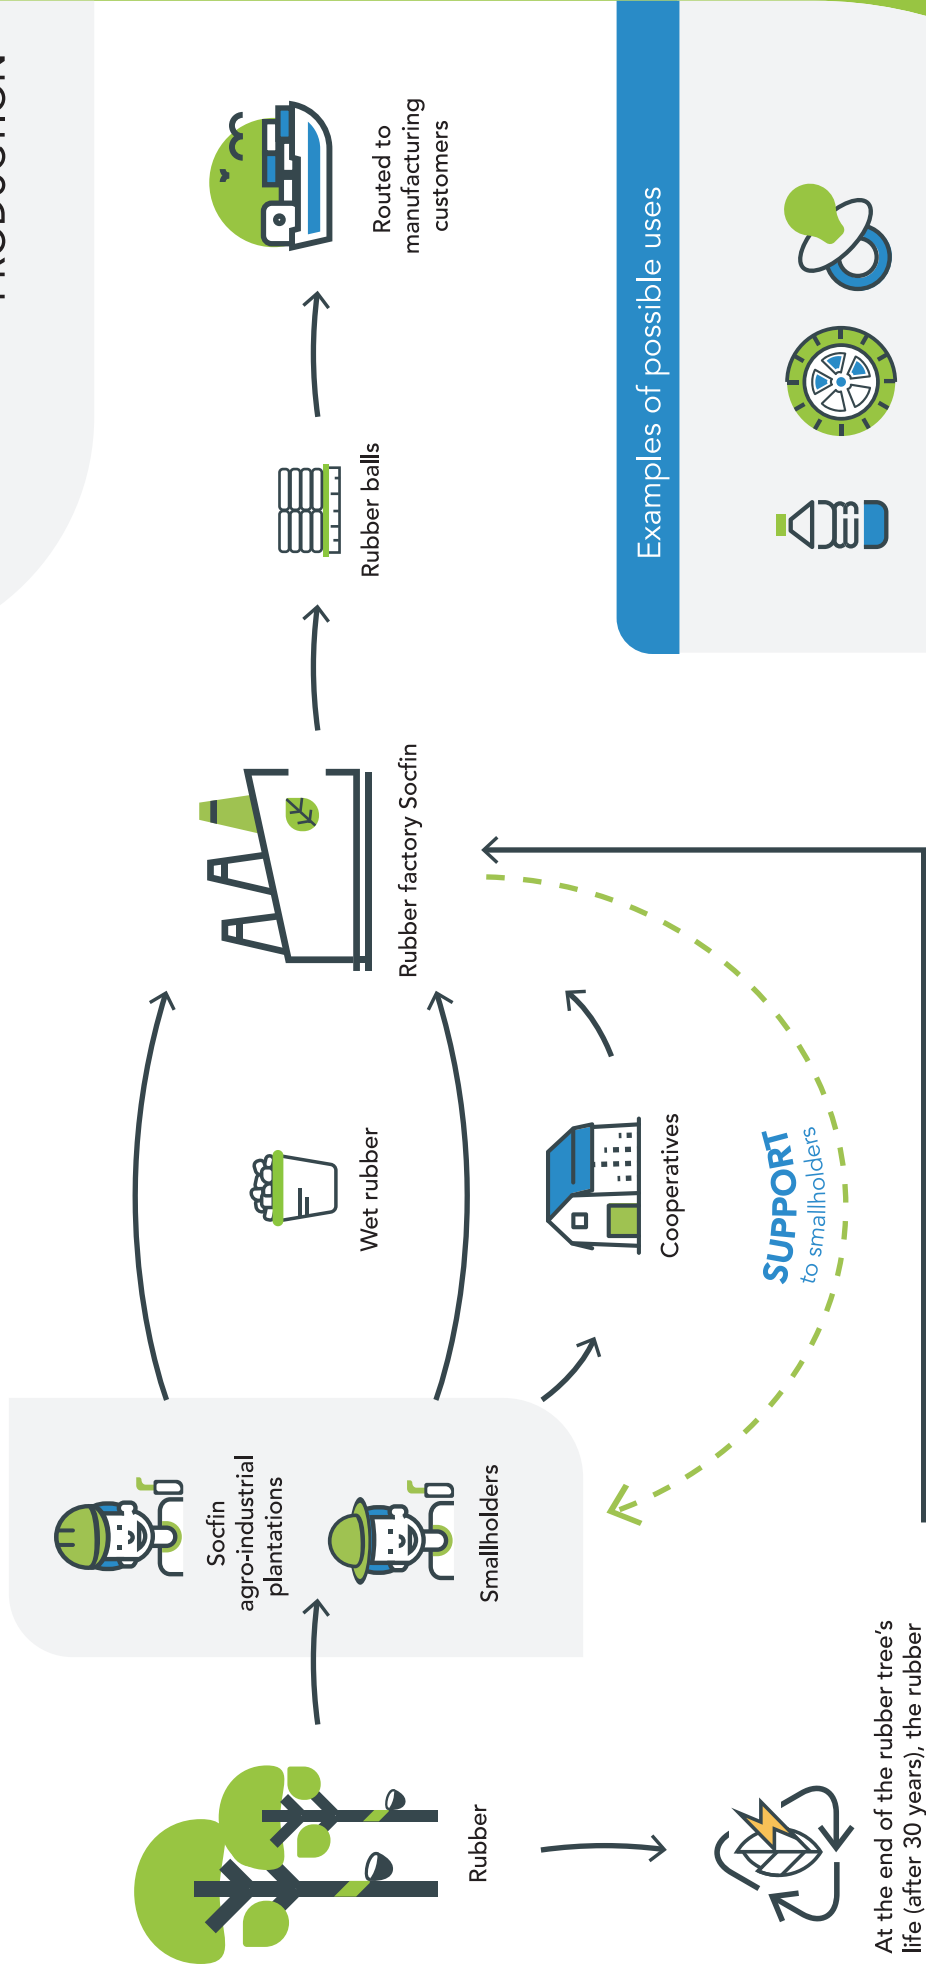 Routed to
manufacturing
customers
Rubber balls
Rubber factory Socfin
Wet rubber
Cooperatives
Socfin
agro-industrial
plantations
Smallholders
Rubber
SUPPORT
to smallholders
Examples of possible uses
At the end of the rubber tree’s
life (after 30 years), the rubber